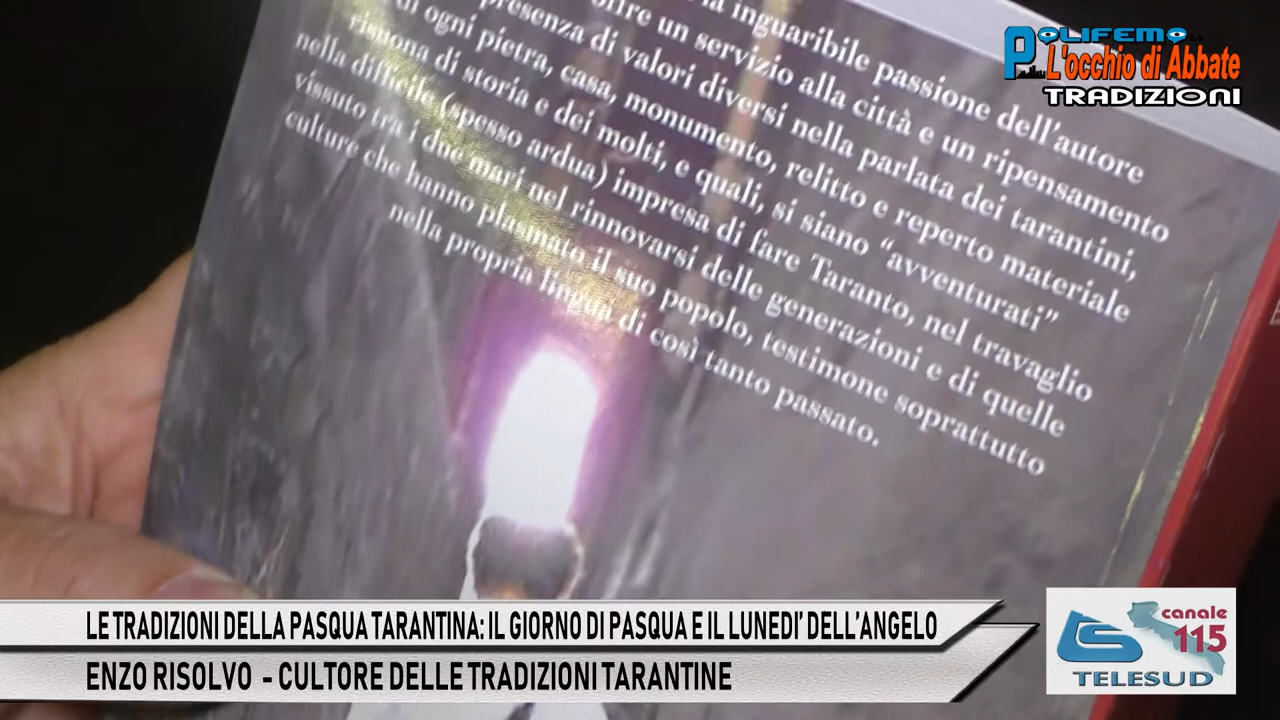 la inguaribile passione dell'autore
offre un servizio alla città e un ripensamento
presenza di valori diversi nella parlata dei tarantini,
di ogni pietra, casa, monumento, relitto e reperto materiale
risuona di storia e dei molti, e quali, si siano "avventurati"
nella difficile (spesso ardua) impresa di fare Taranto, nel travaglio
vissuto tra i due mari nel rinnovarsi delle generazioni e di quelle
culture che hanno plasmato il suo popolo, testimone soprattutto
nella propria lingua di così tanto passato.
POLIFEMO
L'occhio di Abbate
TRADIZIONI
LE TRADIZIONI DELLA PASQUA TARANTINA: IL GIORNO DI PASQUA E IL LUNEDI' DELL'ANGELO
ENZO RISOLVO - CULTORE DELLE TRADIZIONI TARANTINE
canale
115
TELESUD